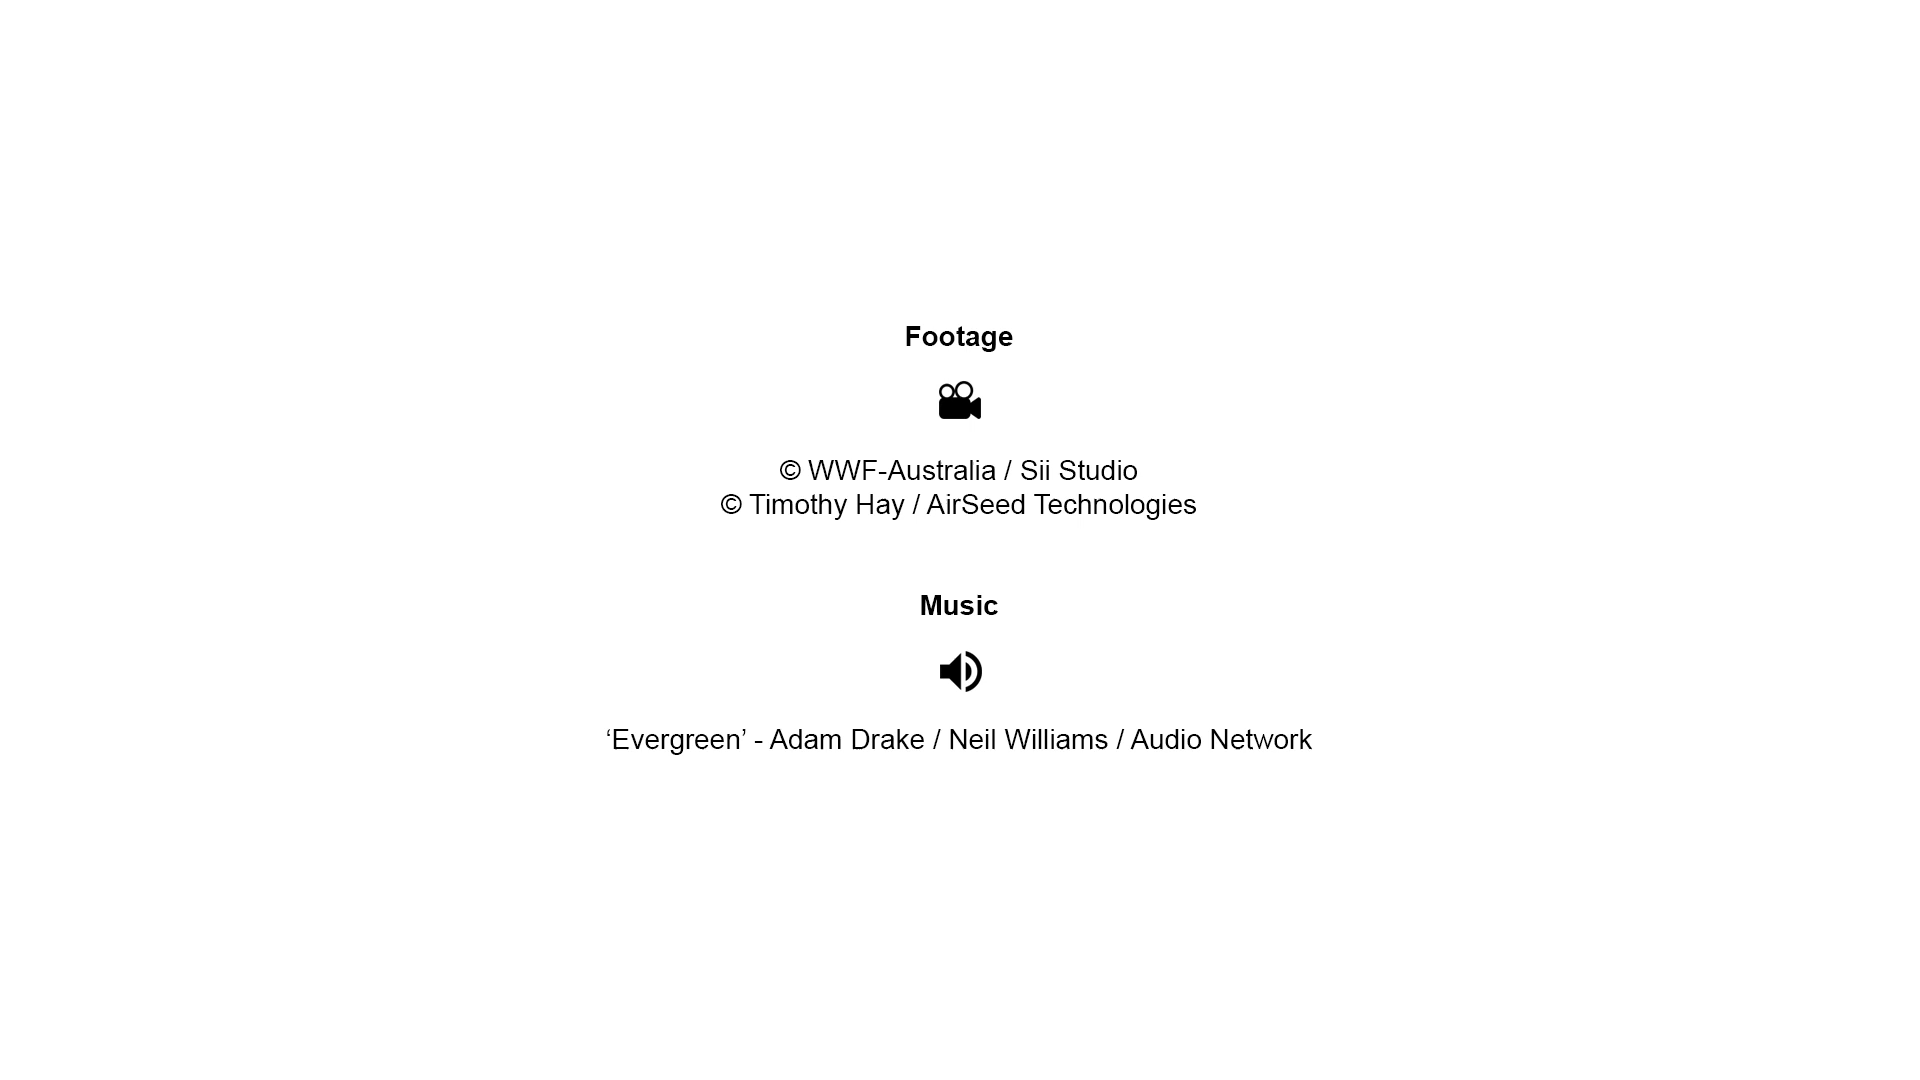 Footage
© WWF-Australia / Sii Studio
© Timothy Hay / AirSeed Technologies
Music
‘Evergreen’ - Adam Drake / Neil Williams / Audio Network